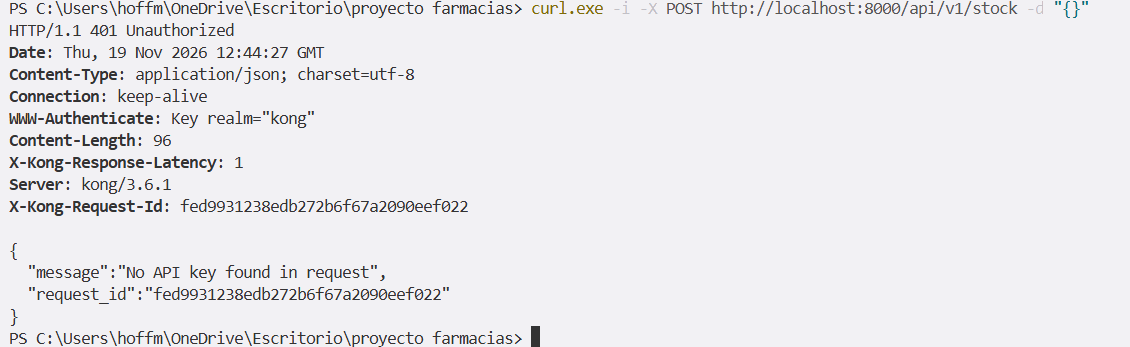 PS C:\Users\hoffm\OneDrive\Escritorio\proyecto farmacias> curl.exe -i -X POST http://localhost:8000/api/v1/stock -d "{}"
HTTP/1.1 401 Unauthorized
Date: Thu, 19 Nov 2026 12:44:27 GMT
Content-Type: application/json; charset=utf-8
Connection: keep-alive
WWW-Authenticate: Key realm="kong"
Content-Length: 96
X-Kong-Response-Latency: 1
Server: kong/3.6.1
X-Kong-Request-Id: fed9931238edb272b6f67a2090eef022

{
  "message":"No API key found in request",
  "request_id":"fed9931238edb272b6f67a2090eef022"
}
PS C:\Users\hoffm\OneDrive\Escritorio\proyecto farmacias>